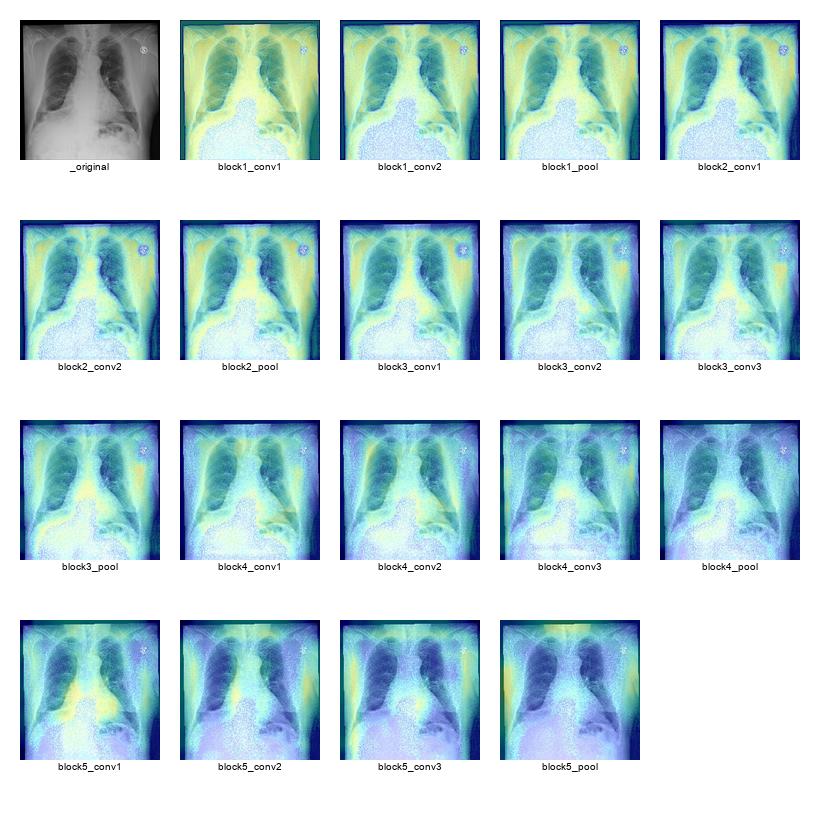 _original
block1_conv1
block1_conv2
block1_pool
block2_conv1
block2_conv2
block2_pool
block3_conv1
block3_conv2
block3_conv3
block3_pool
block4_conv1
block4_conv2
block4_conv3
block4_pool
block5_conv1
block5_conv2
block5_conv3
block5_pool